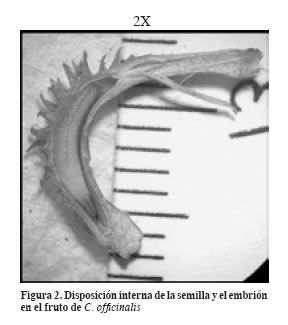 2X
Figura 2. Disposición interna de la semilla y el embrión
en el fruto de C. officinalis